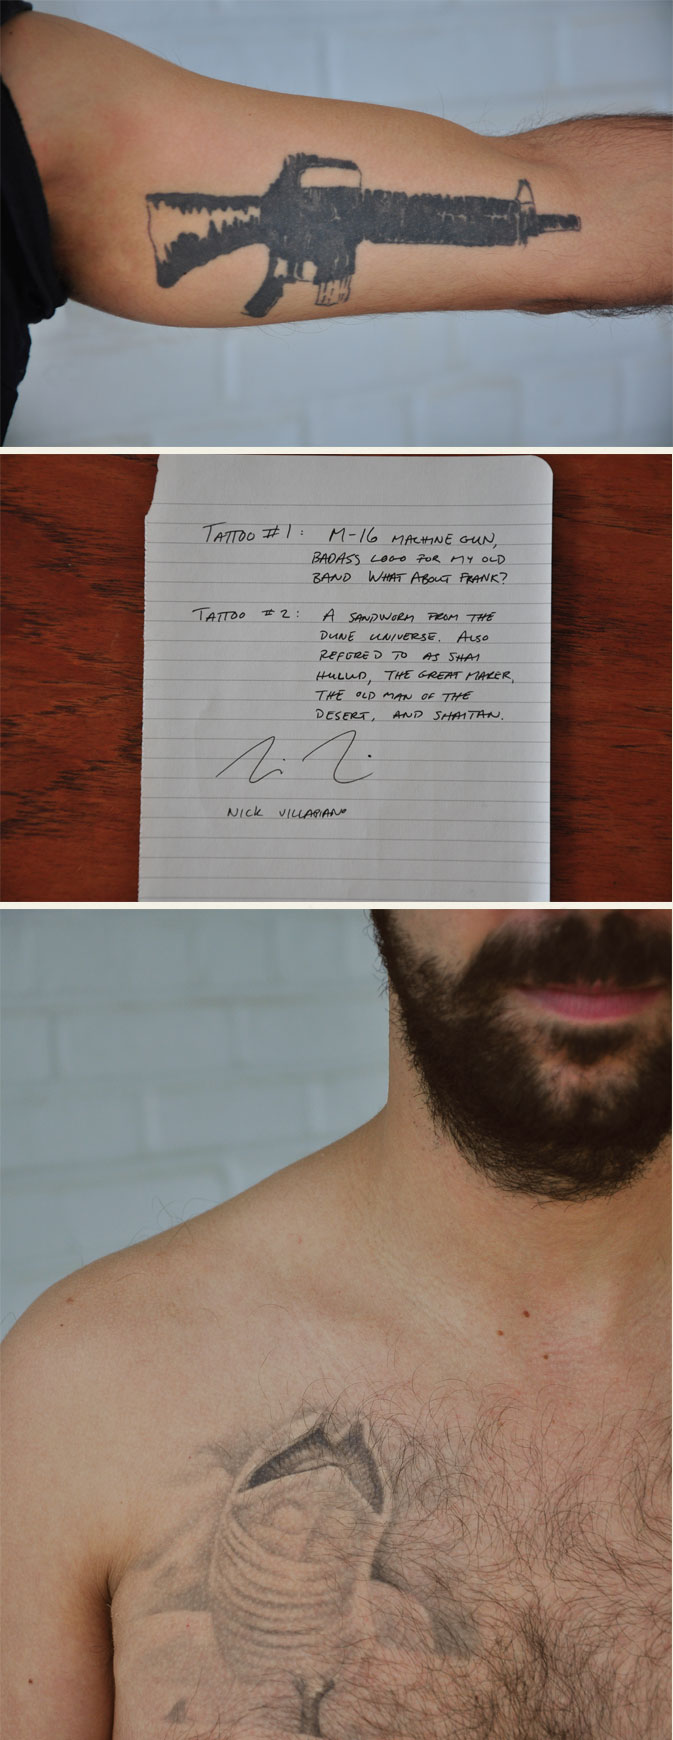 TATTOO #1: M-16 MACHINE GUN,
BADASS LOGO FOR MY OLD
BAND WHAT ABOUT FRANK?
TATTOO #2: A SANDWORM FROM THE
DUNE UNIVERSE. ALSO
REFERED TO AS SHAI
HULUD, THE GREAT MAKER,
THE OLD MAN OF THE
DESERT, AND SHAITAN.
NICK VILLAPIANO